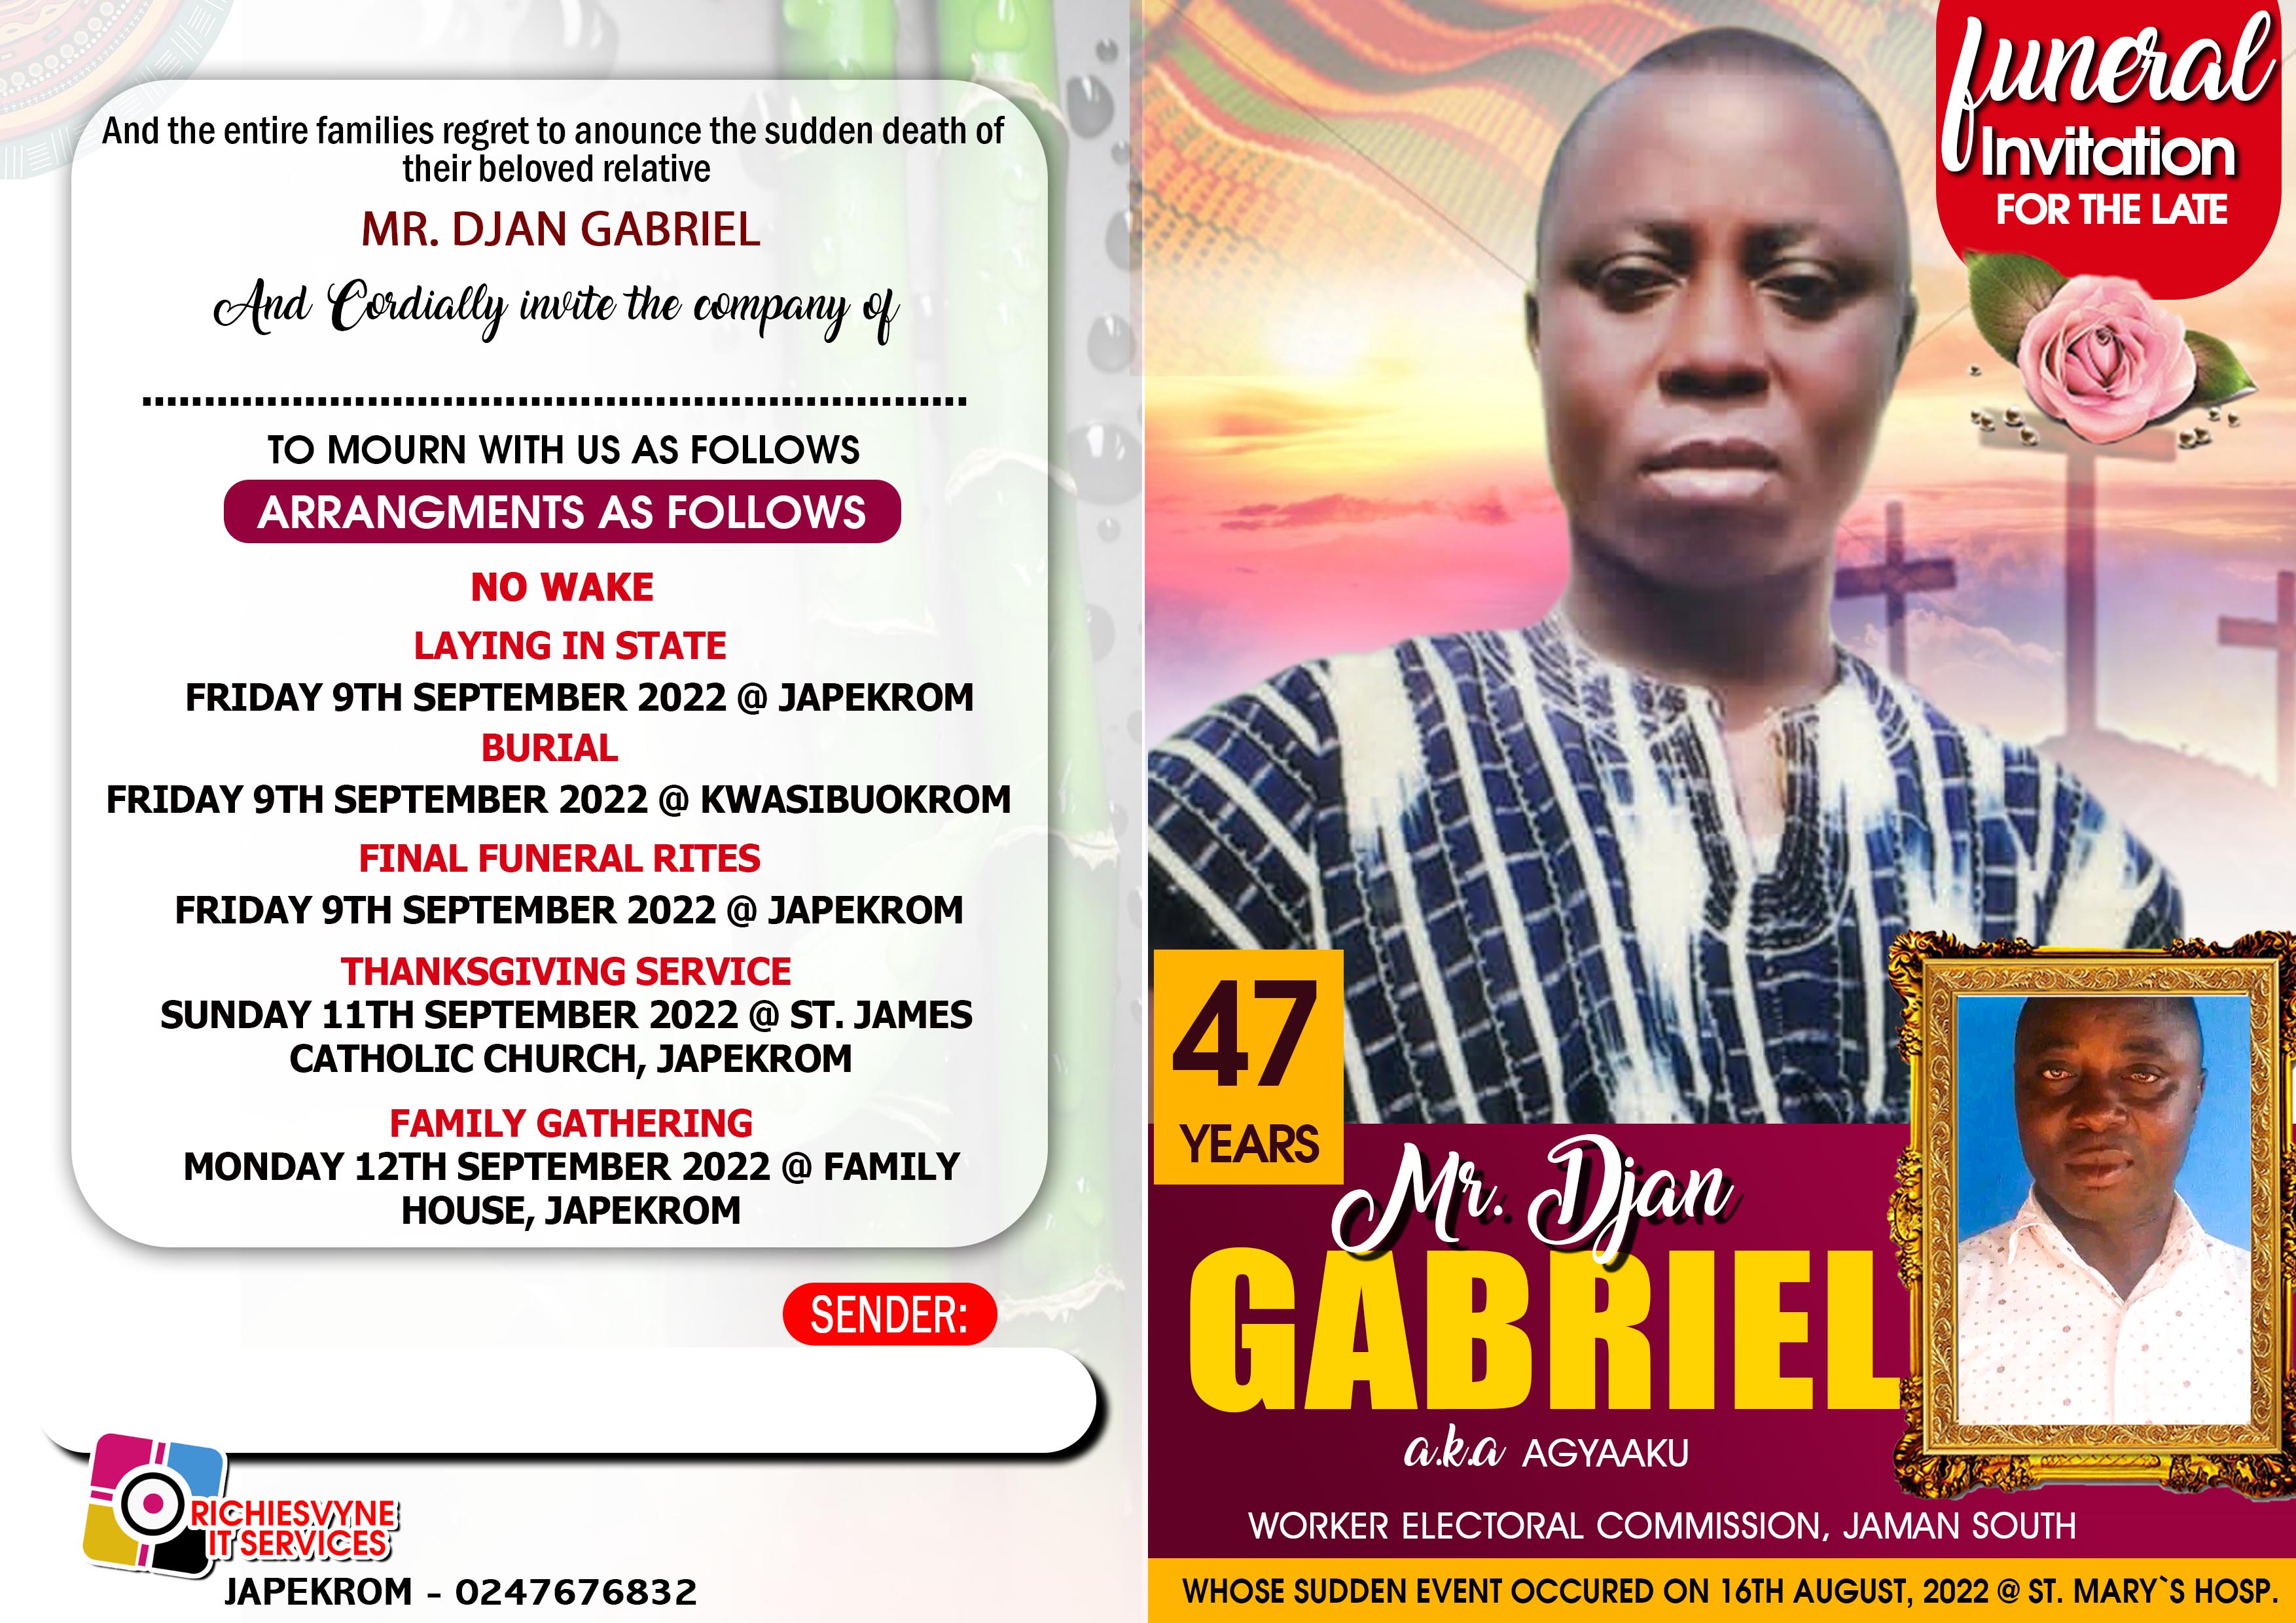 And the entire families regret to anounce the sudden death of
their beloved relative
MR. DJAN GABRIEL
And Cordially invite the company of
TO MOURN WITH US AS FOLLOWS
ARRANGMENTS AS FOLLOWS
NO WAKE
LAYING IN STATE
FRIDAY 9TH SEPTEMBER 2022 @ JAPEKROM
BURIAL
FRIDAY 9TH SEPTEMBER 2022 @ KWASIBUOKROM
FINAL FUNERAL RITES
FRIDAY 9TH SEPTEMBER 2022 @ JAPEKROM
THANKSGIVING SERVICE
SUNDAY 11TH SEPTEMBER 2022 @ ST. JAMES
CATHOLIC CHURCH, JAPEKROM
FAMILY GATHERING
MONDAY 12TH SEPTEMBER 2022 @ FAMILY
HOUSE, JAPEKROM
SENDER:
RICHIESVYNE
IT SERVICES
JAPEKROM - 0247676832
funeral
Invitation
FOR THE LATE
47
YEARS
Mr. Djan
GABRIEL
a.k.a AGYAAKU
WORKER ELECTORAL COMMISSION, JAMAN SOUTH
WHOSE SUDDEN EVENT OCCURED ON 16TH AUGUST, 2022 @ ST. MARY`S HOSP.